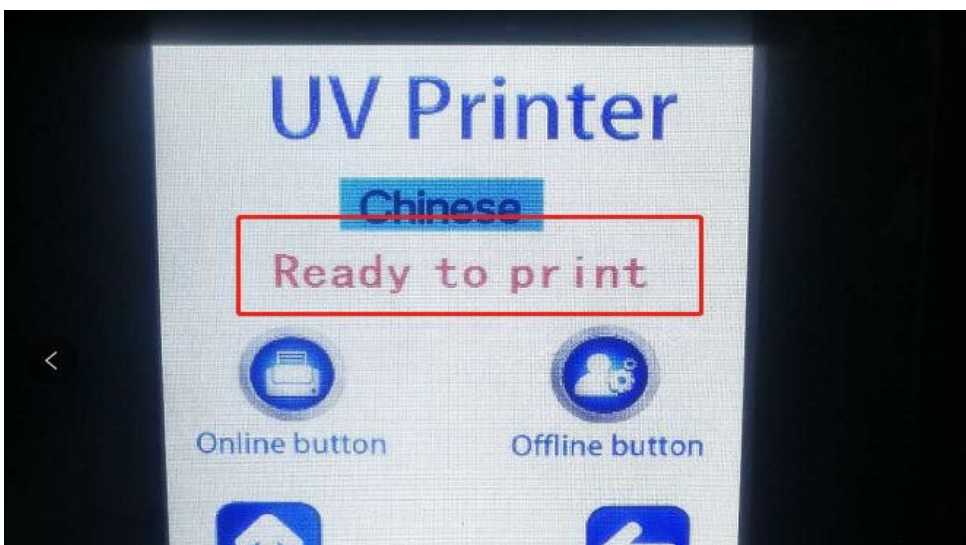 UV Printer
Chinese
Ready to print
Online button
Offline button